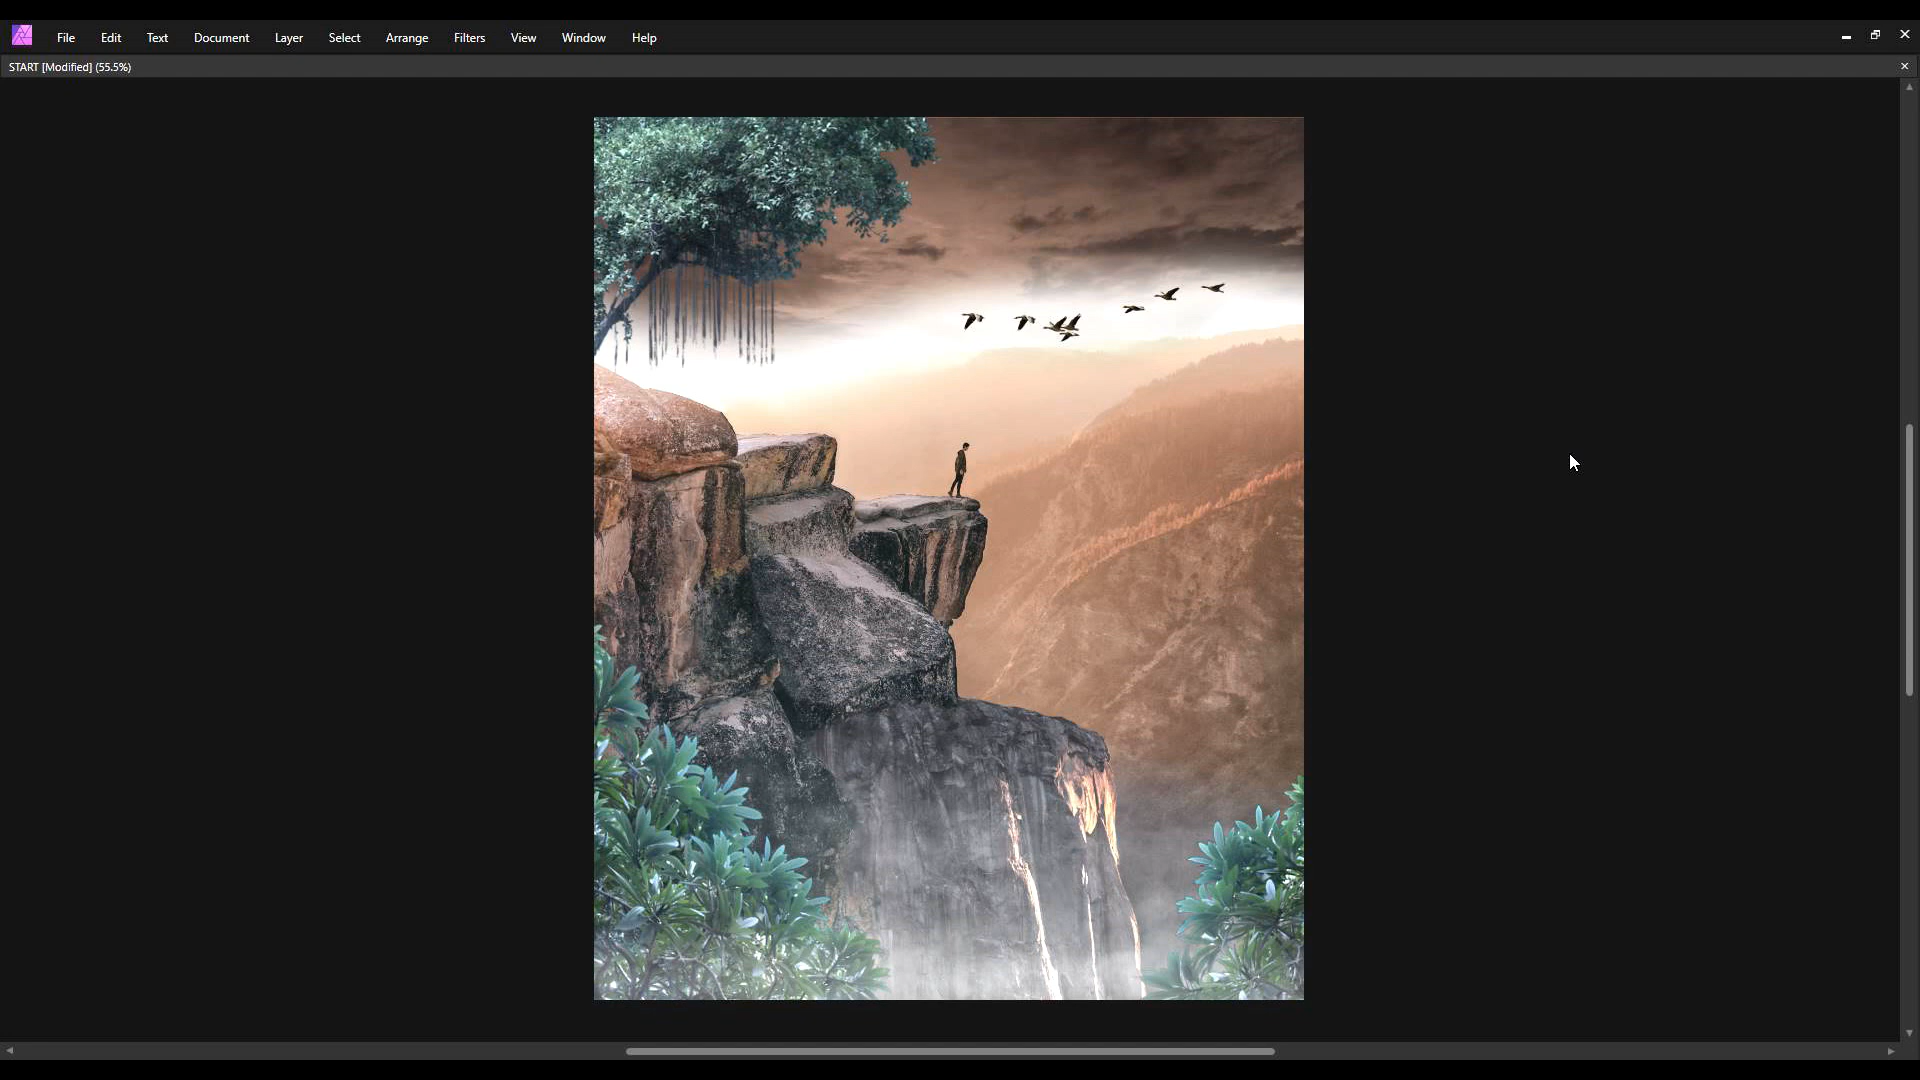 File Edit Text Document Layer Select Arrange Filters View Window Help
START [Modified] (55.5%)